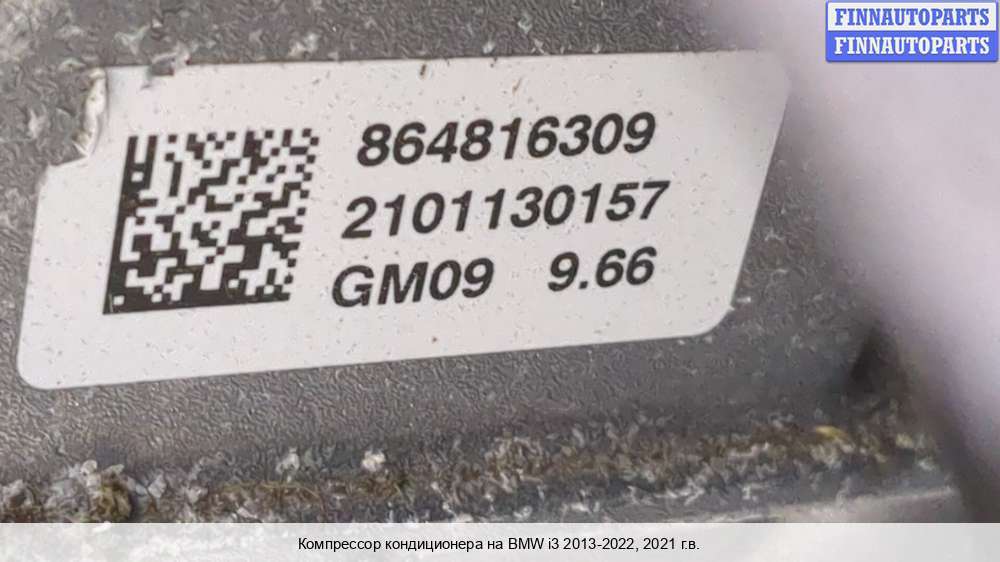 FINNAUTOPARTS
FINNAUTOPARTS
864816309
2101130157
GM09 9.66
Компрессор кондиционера на BMW i3 2013-2022, 2021 г.в.